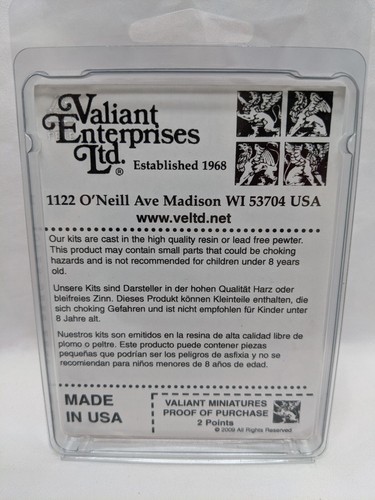 Valiant
Enterprises
Ltd.® Established 1968
1122 O'Neill Ave Madison WI 53704 USA
www.veltd.net
Our kits are cast in the high quality resin or lead free pewter.
This product may contain small parts that could be choking
hazards and is not recommended for children under 8 years
old.
Unsere Kits sind Darsteller in der hohen Qualität Harz oder
bleifreies Zinn. Dieses Produkt können Kleinteile enthalten, die
sich choking Gefahren und ist nicht empfohlen für Kinder unter
8 Jahre alt.
Nuestros kits son emitidos en la resina de alta calidad libre de
plomo o peltre. Este producto puede contener piezas
pequeñas que podrían ser los peligros de asfixia y no se
recomiendan para niños menores de 8 años de edad.
MADE
IN USA
VALIANT MINIATURES
PROOF OF PURCHASE
2 Points
© 2008 All Rights Reserved